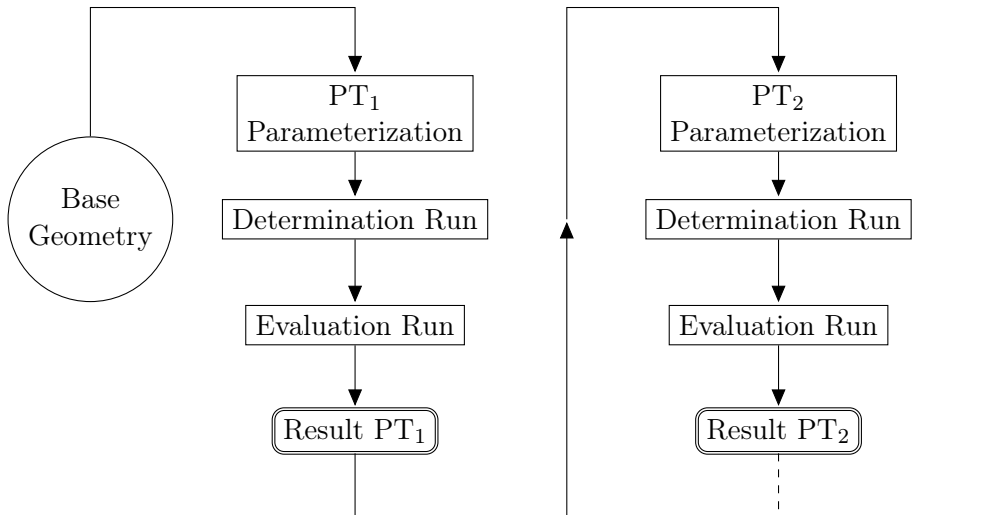 Base
Geometry
PT₁
Parameterization
Determination Run
Evaluation Run
Result PT₁
PT₂
Parameterization
Determination Run
Evaluation Run
Result PT₂